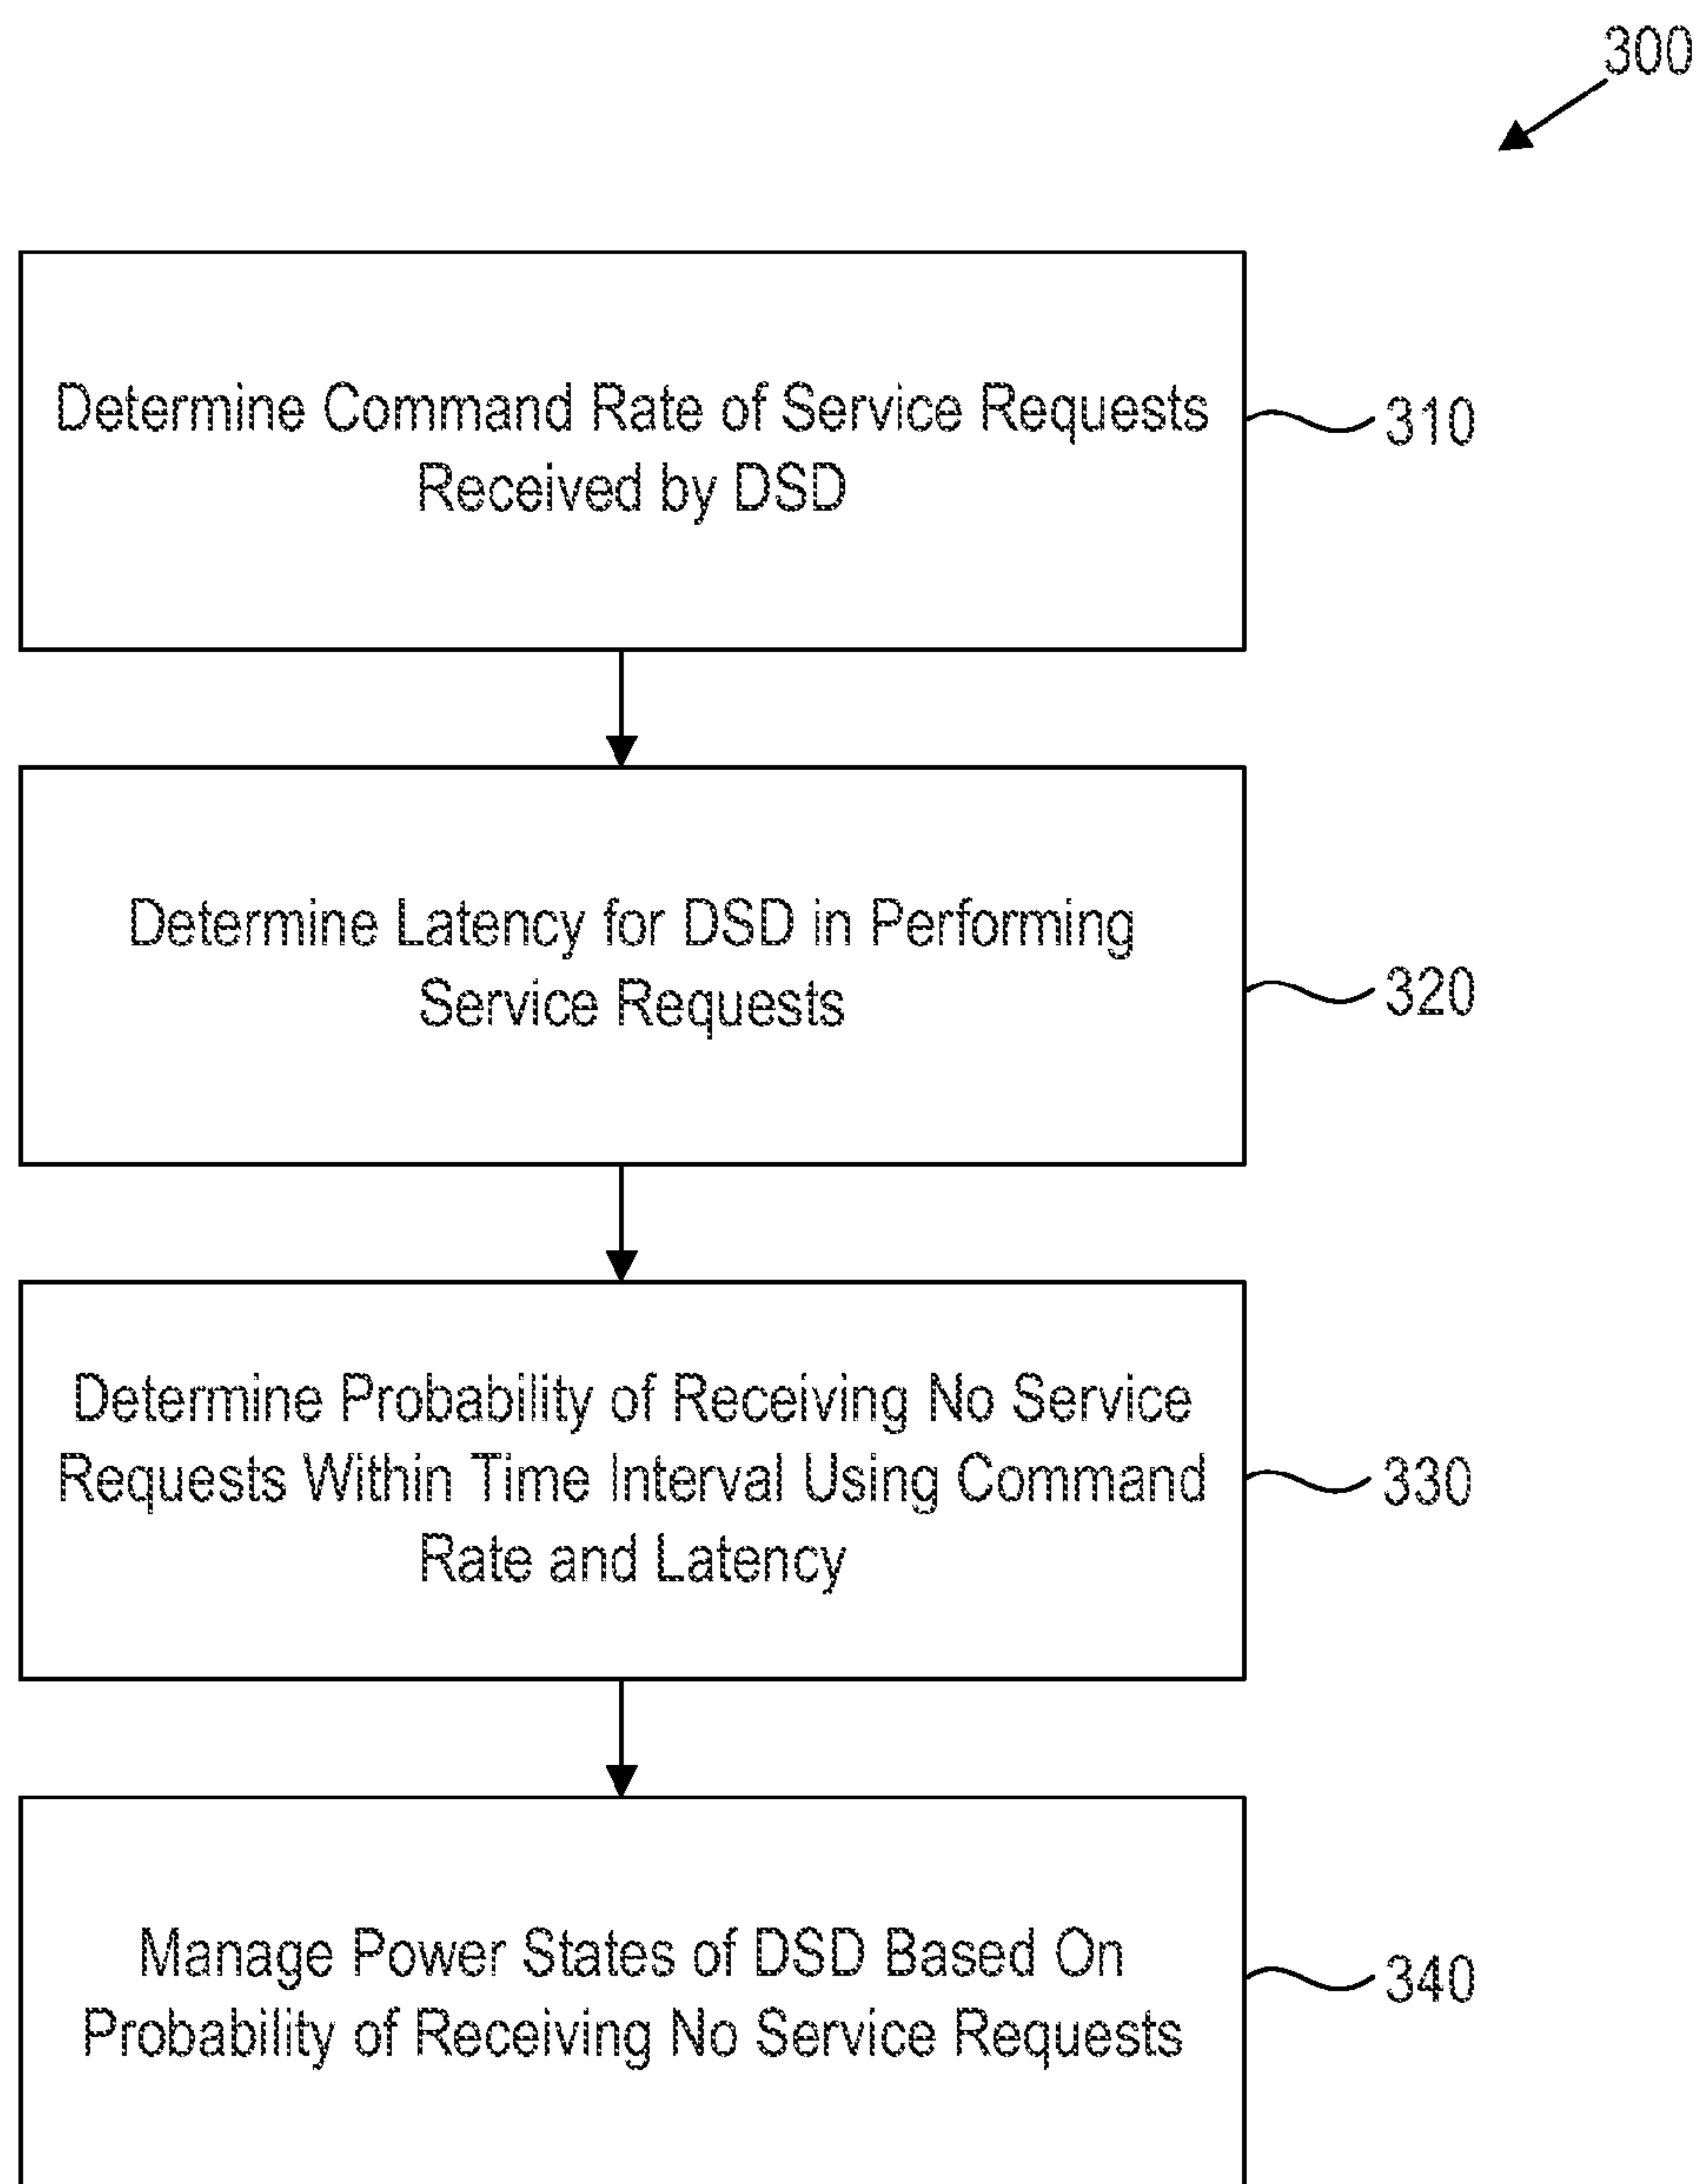 300
Determine Command Rate of Service Requests
Received by DSD
310
Determine Latency for DSD in Performing
Service Requests
320
Determine Probability of Receiving No Service
Requests Within Time Interval Using Command
Rate and Latency
330
Manage Power States of DSD Based On
Probability of Receiving No Service Requests
340